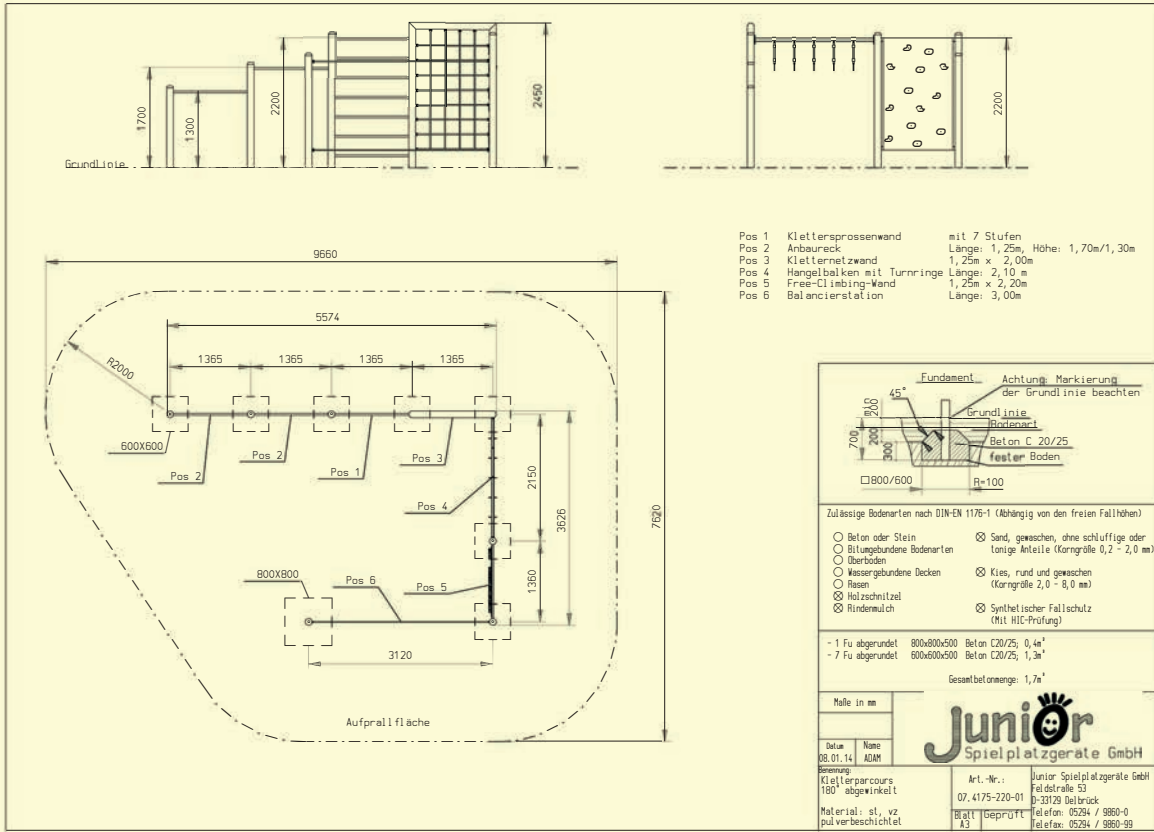 1700
1300
2200
2450
2200
Grundlinie
Pos 1 Klettersprossenwand mit 7 Stufen
Pos 2 Anbaureck Länge: 1,25m, Höhe: 1,70m/1,30m
Pos 3 Kletternetzwand 1,25m x 2,00m
Pos 4 Hangelbalken mit Turnringe Länge: 2,10 m
Pos 5 Free-Climbing-Wand 1,25m x 2,20m
Pos 6 Balancierstation Länge: 3,00m
9660
5574
1365 1365 1365 1365
R2000
600X600
Pos 2
Pos 2
Pos 1
Pos 3
Pos 4
2150
3626
7620
800X800
Pos 6
Pos 5
1360
3120
Aufprallfläche
Fundament
Achtung: Markierung
der Grundlinie beachten
45°
min
200
Grundlinie
Bodenart
700
200
Beton C 20/25
300
fester Boden
□800/600
R=100
Zulässige Bodenarten nach DIN-EN 1176-1 (Abhängig von den freien Fallhöhen)
Beton oder Stein
Bitumgebundene Bodenarten
Oberboden
Wassergebundene Decken
Rasen
Holzschnitzel
Rindenmulch
Sand, gewaschen, ohne schluffige oder
tonige Anteile (Korngröße 0,2 - 2,0 mm)
Kies, rund und gewaschen
(Korngröße 2,0 - 8,0 mm)
Synthetischer Fallschutz
(Mit HIC-Prüfung)
- 1 Fu abgerundet 800x800x500 Beton C20/25; 0,4m³
- 7 Fu abgerundet 600x600x500 Beton C20/25; 1,3m³
Gesamtbetonmenge: 1,7m³
Maße in mm
Datum Name
08.01.14 ADAM
Junior
Spielplatzgeräte GmbH
Benennung:
Kletterparcours
180° abgewinkelt
Material: st, vz
pulverbeschichtet
Art.-Nr.:
07.4175-220-01
Blatt
A3
Geprüft
Junior Spielplatzgeräte GmbH
Feldstraße 53
D-33129 Delbrück
Telefon: 05294 / 9860-0
Telefax: 05294 / 9860-99